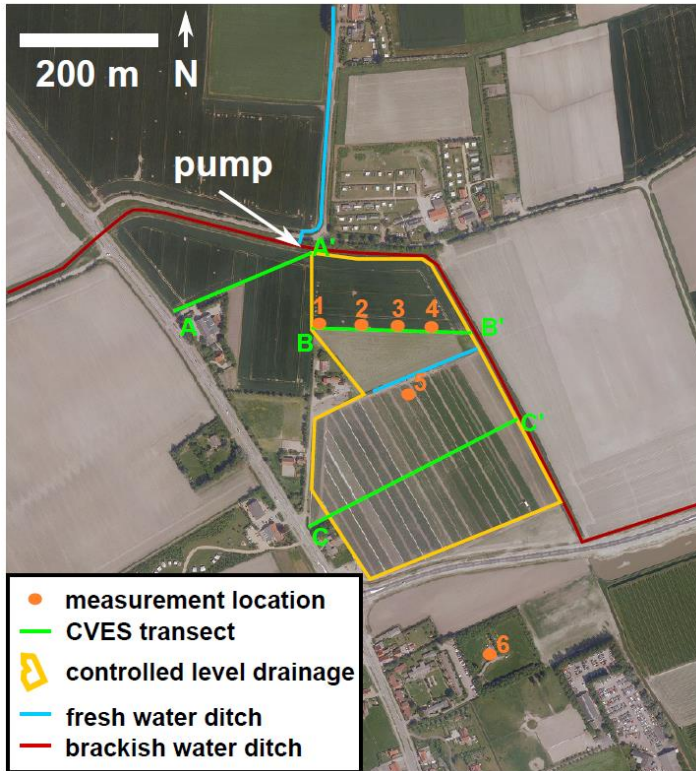 200 m
N
pump
A'
A
1
2
3
4
B
B'
5
C'
C
6
measurement location
CVES transect
controlled level drainage
fresh water ditch
brackish water ditch